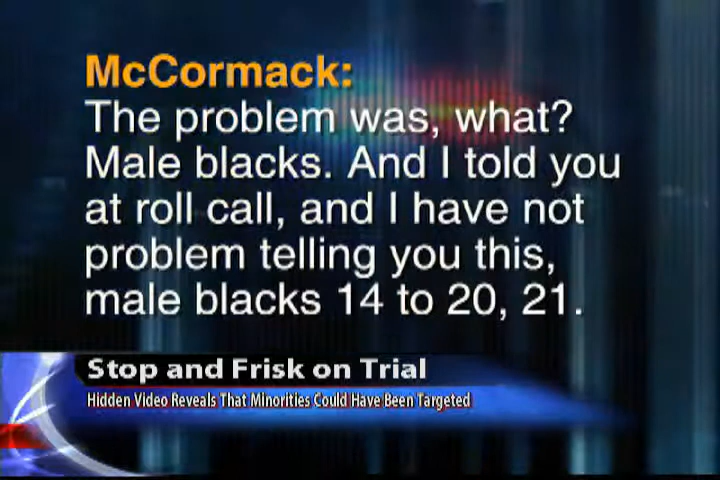 McCormack:
The problem was, what?
Male blacks. And I told you
at roll call, and I have not
problem telling you this,
male blacks 14 to 20, 21.
Stop and Frisk on Trial
Hidden Video Reveals That Minorities Could Have Been Targeted